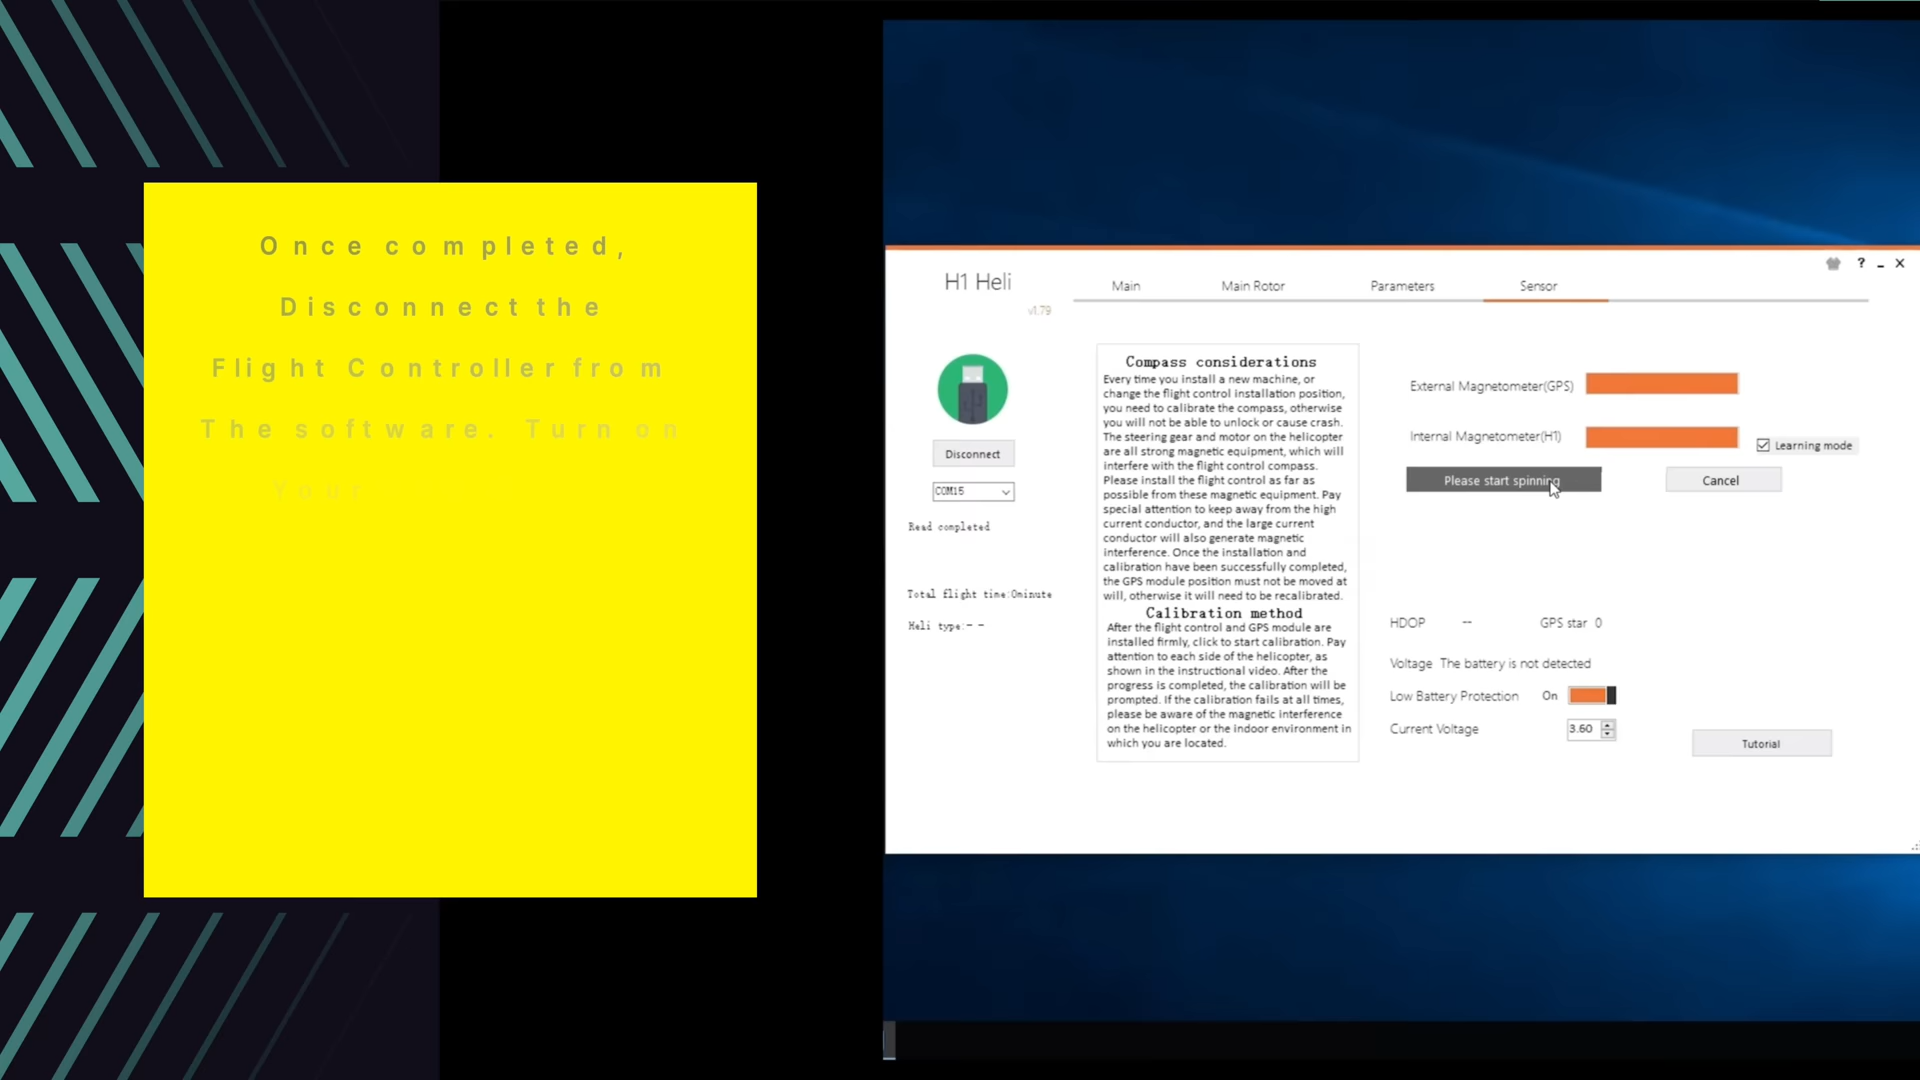 Once completed,
Disconnect the
Flight Controller from
The software. Turn on
Your
H1 Heli
v1.79
Main
Main Rotor
Parameters
Sensor
?
Disconnect
COM15
Read completed
Total flight time:0minute
Heli type:- -
Compass considerations
Every time you install a new machine, or
change the flight control installation position,
you need to calibrate the compass, otherwise
you will not be able to unlock or cause crash.
The steering gear and motor on the helicopter
are all strong magnetic equipment, which will
interfere with the flight control compass.
Please install the flight control as far as
possible from these magnetic equipment. Pay
special attention to keep away from the high
current conductor, and the large current
conductor will also generate magnetic
interference. Once the installation and
calibration have been successfully completed,
the GPS module position must not be moved at
will, otherwise it will need to be recalibrated.
Calibration method
After the flight control and GPS module are
installed firmly, click to start calibration. Pay
attention to each side of the helicopter, as
shown in the instructional video. After the
progress is completed, the calibration will be
prompted. If the calibration fails at all times,
please be aware of the magnetic interference
on the helicopter or the indoor environment in
which you are located.
External Magnetometer(GPS)
Internal Magnetometer(H1)
Learning mode
Please start spinning
Cancel
HDOP -- GPS star 0
Voltage The battery is not detected
Low Battery Protection On
Current Voltage 3.60
Tutorial